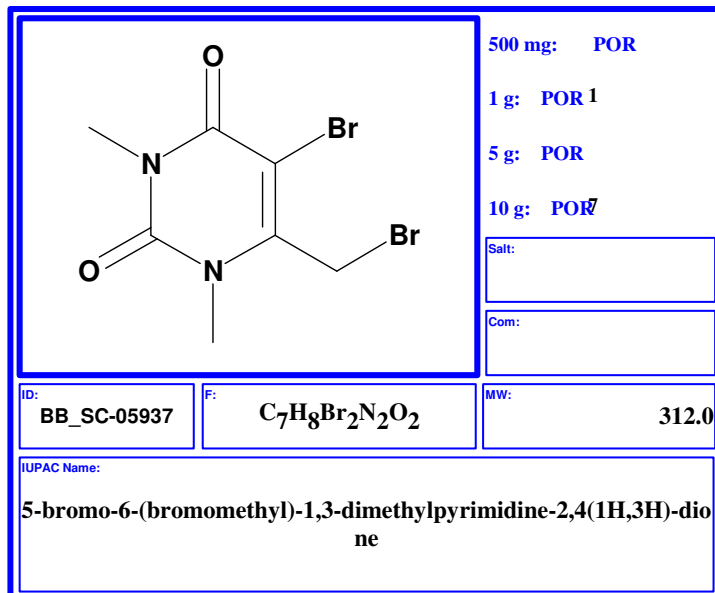 O
Br
N
O
N
Br
500 mg: POR
1 g: POR 1
5 g: POR
10 g: POR 7
Salt:
Com:
ID:
BB_SC-05937
F:
C7H8Br2N2O2
MW:
312.0
IUPAC Name:
5-bromo-6-(bromomethyl)-1,3-dimethylpyrimidine-2,4(1H,3H)-dio
ne